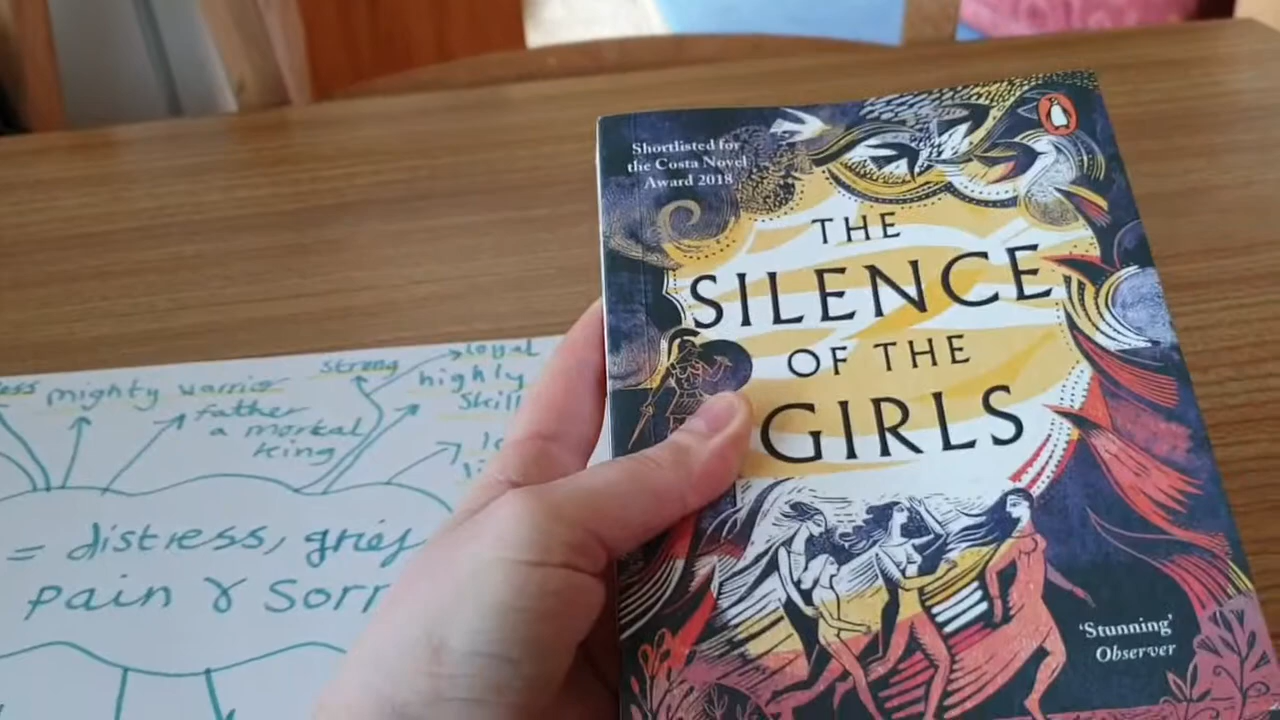 Shortlisted for
the Costa Novel
Award 2018
THE
SILENCE
OF THE
GIRLS
'Stunning'
Observer
mighty warrior
father
a mortal
king
strong
loyal
highly
skill
= distress, grief
pain & sorr